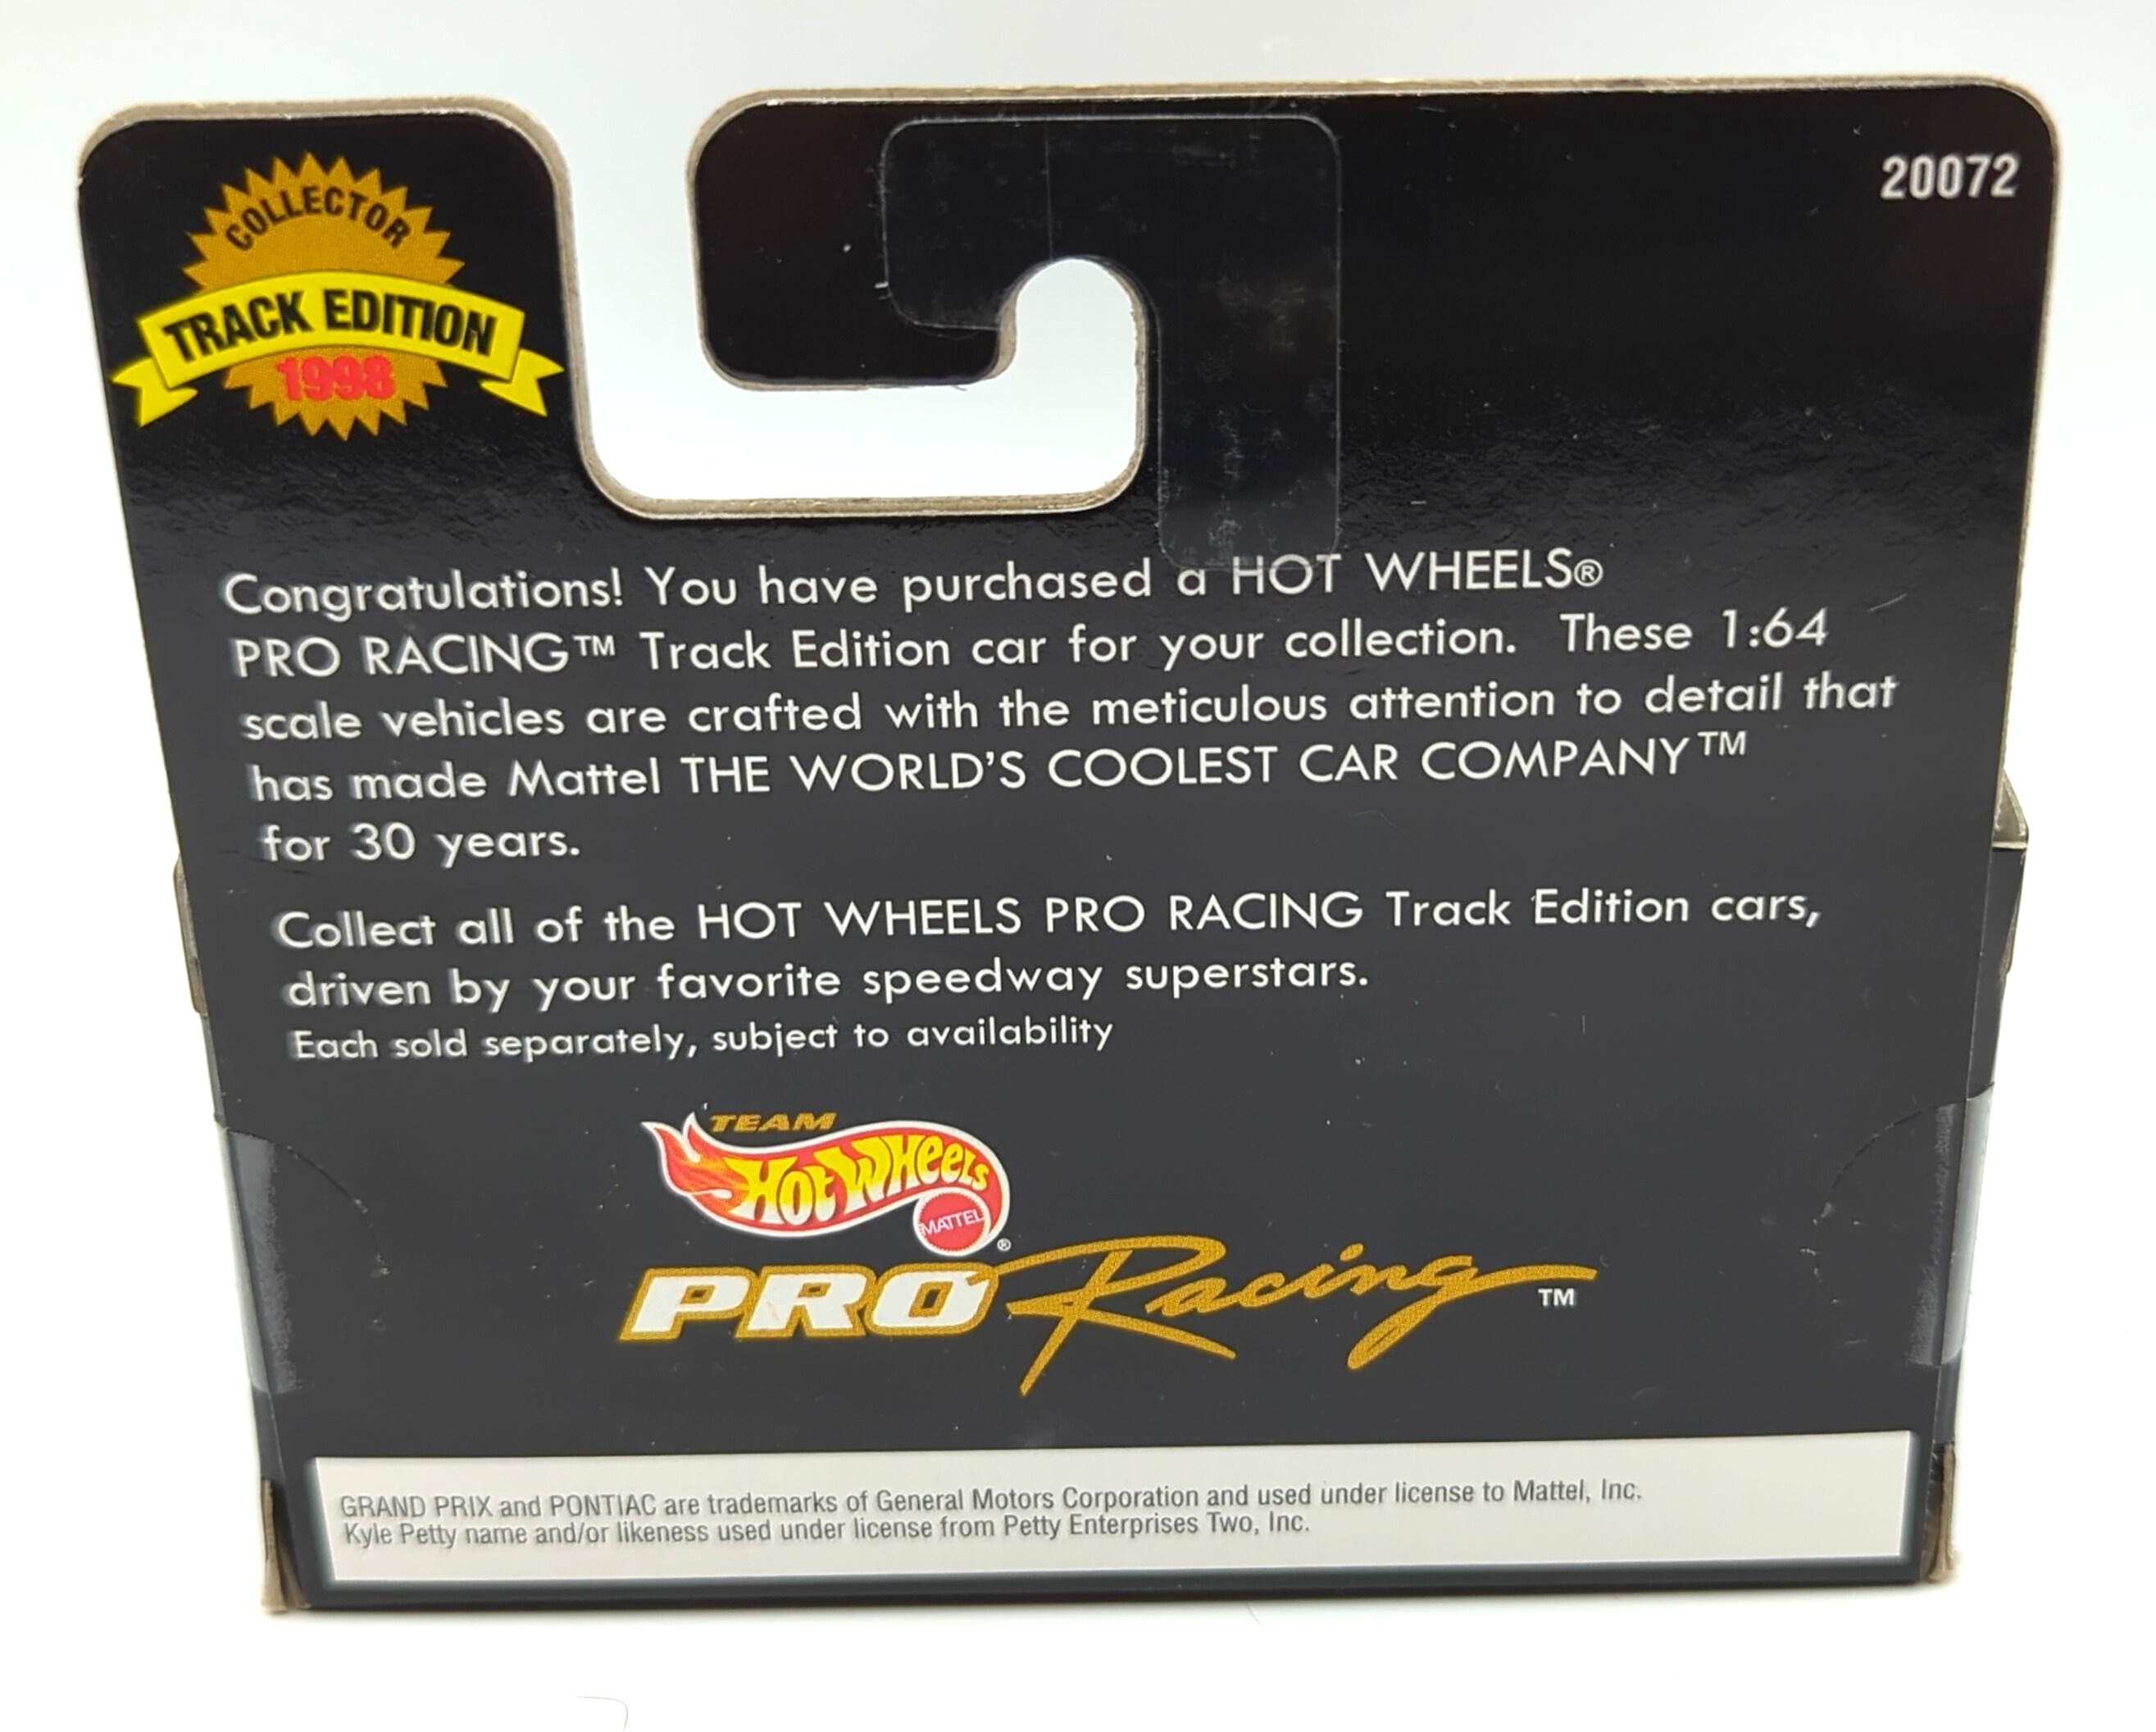 COLLECTOR
TRACK EDITION
1998
20072
Congratulations! You have purchased a HOT WHEELS®
PRO RACING™ Track Edition car for your collection. These 1:64
scale vehicles are crafted with the meticulous attention to detail that
has made Mattel THE WORLD'S COOLEST CAR COMPANY™
for 30 years.
Collect all of the HOT WHEELS PRO RACING Track Edition cars,
driven by your favorite speedway superstars.
Each sold separately, subject to availability
TEAM
Hot Wheels
MATTEL ®
PRO Racing ™
GRAND PRIX and PONTIAC are trademarks of General Motors Corporation and used under license to Mattel, Inc.
Kyle Petty name and/or likeness used under license from Petty Enterprises Two, Inc.